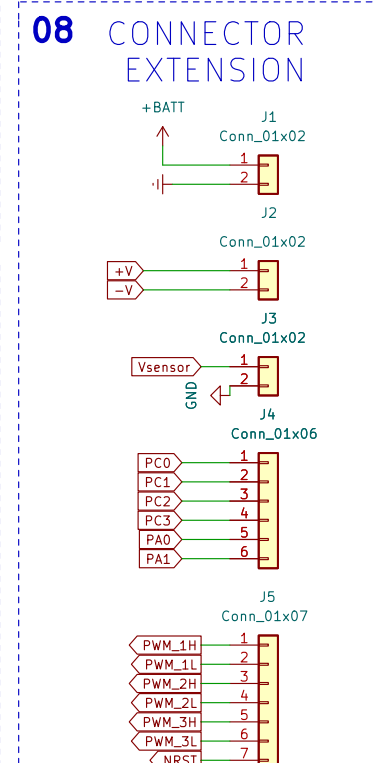 08 CONNECTOR
EXTENSION
+BATT
J1
Conn_01x02
1
2
J2
Conn_01x02
+V 1
-V 2
J3
Conn_01x02
Vsensor 1
2
GND
J4
Conn_01x06
PC0 1
PC1 2
PC2 3
PC3 4
PA0 5
PA1 6
J5
Conn_01x07
PWM_1H 1
PWM_1L 2
PWM_2H 3
PWM_2L 4
PWM_3H 5
PWM_3L 6
NRST 7